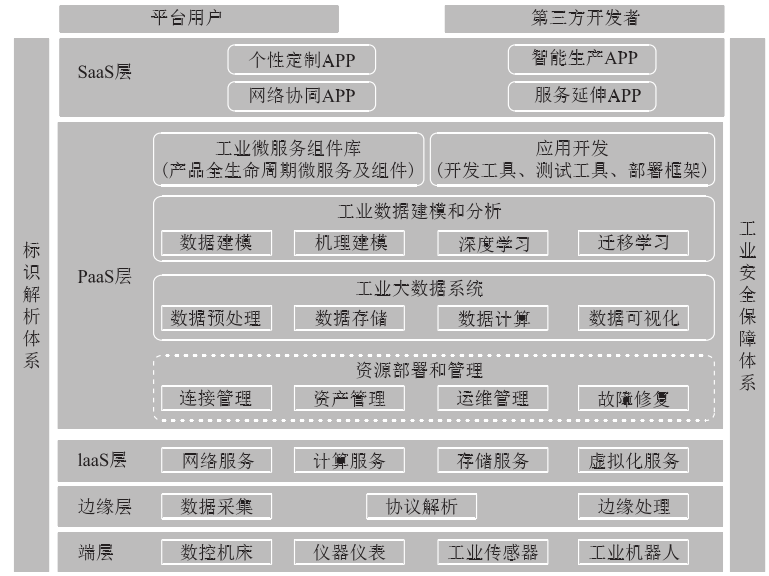 平台用户
第三方开发者
标识解析体系
SaaS层
个性定制APP
智能生产APP
网络协同APP
服务延伸APP
PaaS层
工业微服务组件库
(产品全生命周期微服务及组件)
应用开发
(开发工具、测试工具、部署框架)
工业数据建模和分析
数据建模
机理建模
深度学习
迁移学习
工业大数据系统
数据预处理
数据存储
数据计算
数据可视化
资源部署和管理
连接管理
资产管理
运维管理
故障修复
laaS层
网络服务
计算服务
存储服务
虚拟化服务
边缘层
数据采集
协议解析
边缘处理
端层
数控机床
仪器仪表
工业传感器
工业机器人
工业安全保障体系